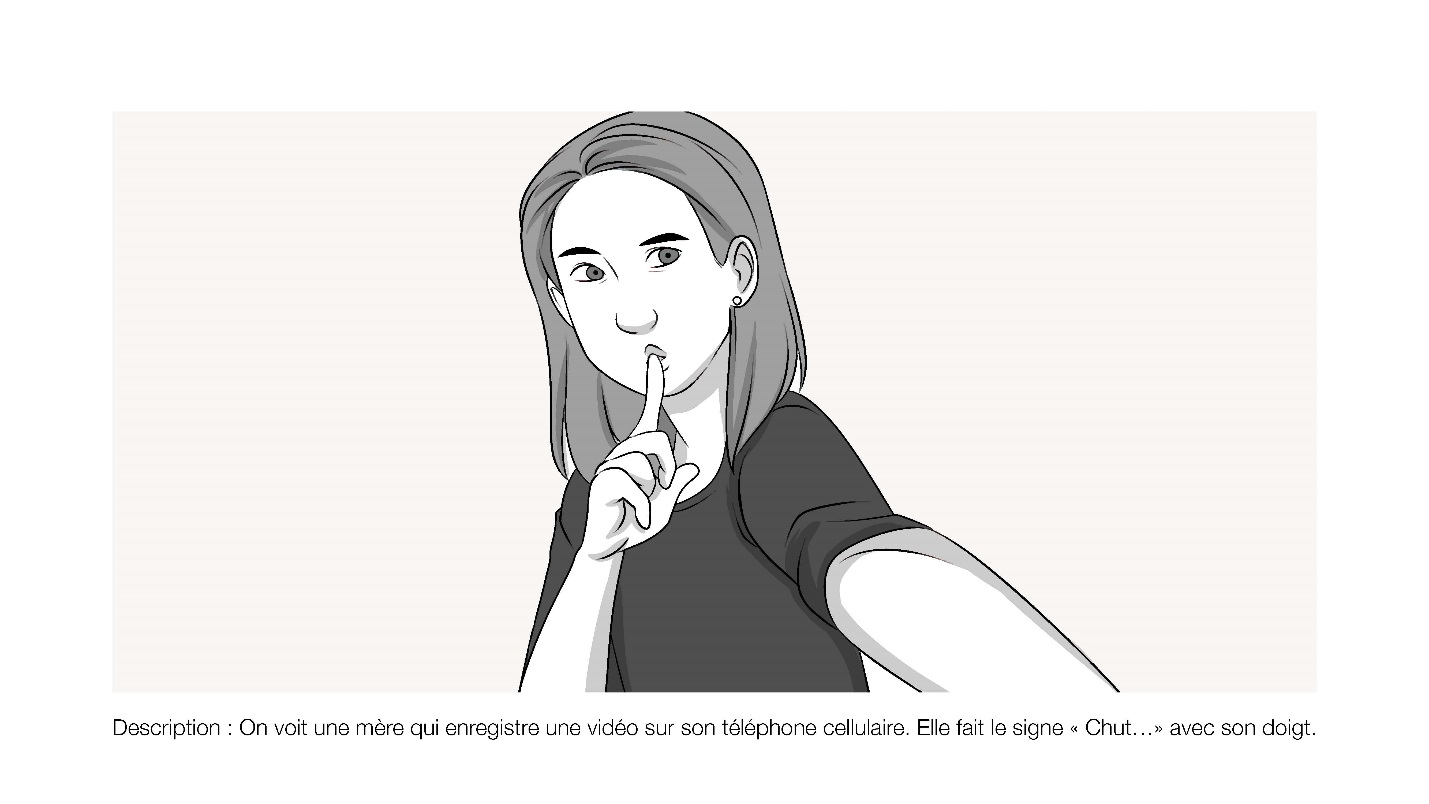 Description : On voit une mère qui enregistre une vidéo sur son téléphone cellulaire. Elle fait le signe « Chut…» avec son doigt.